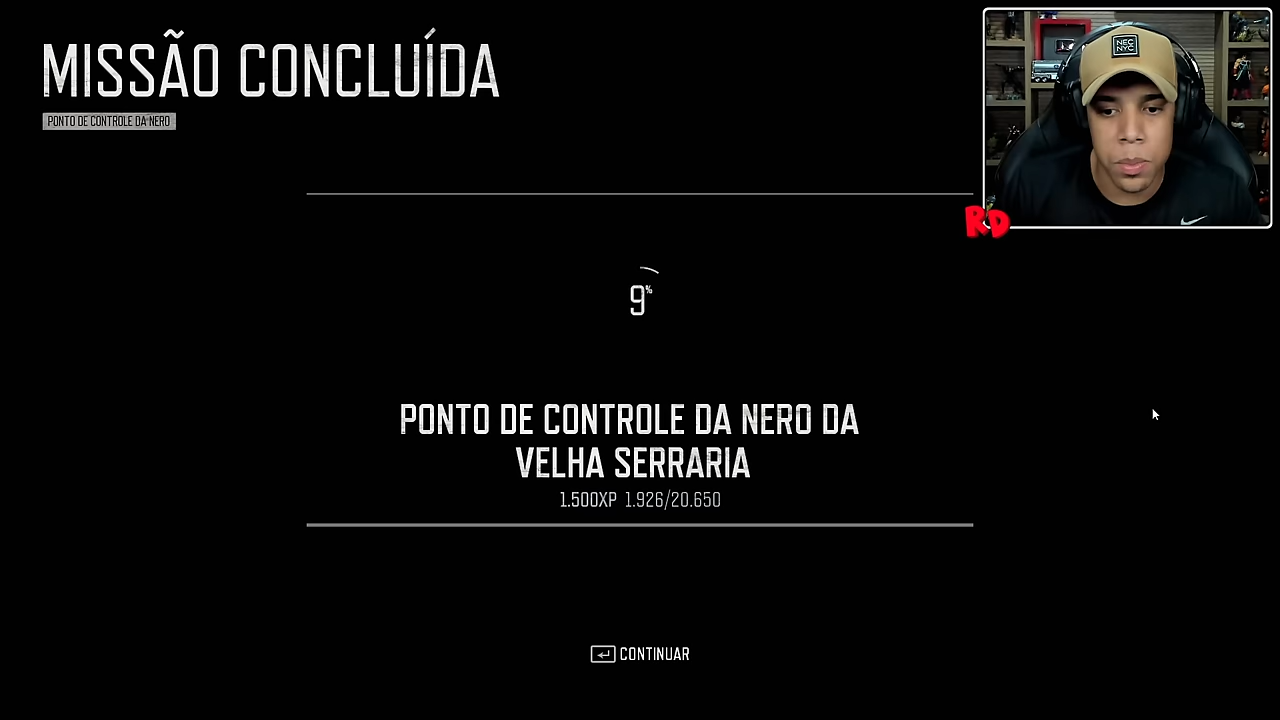 MISSÃO CONCLUÍDA
PONTO DE CONTROLE DA NERO
NEC
NYC
RD
9%
PONTO DE CONTROLE DA NERO DA
VELHA SERRARIA
1.500XP 1.926/20.650
CONTINUAR